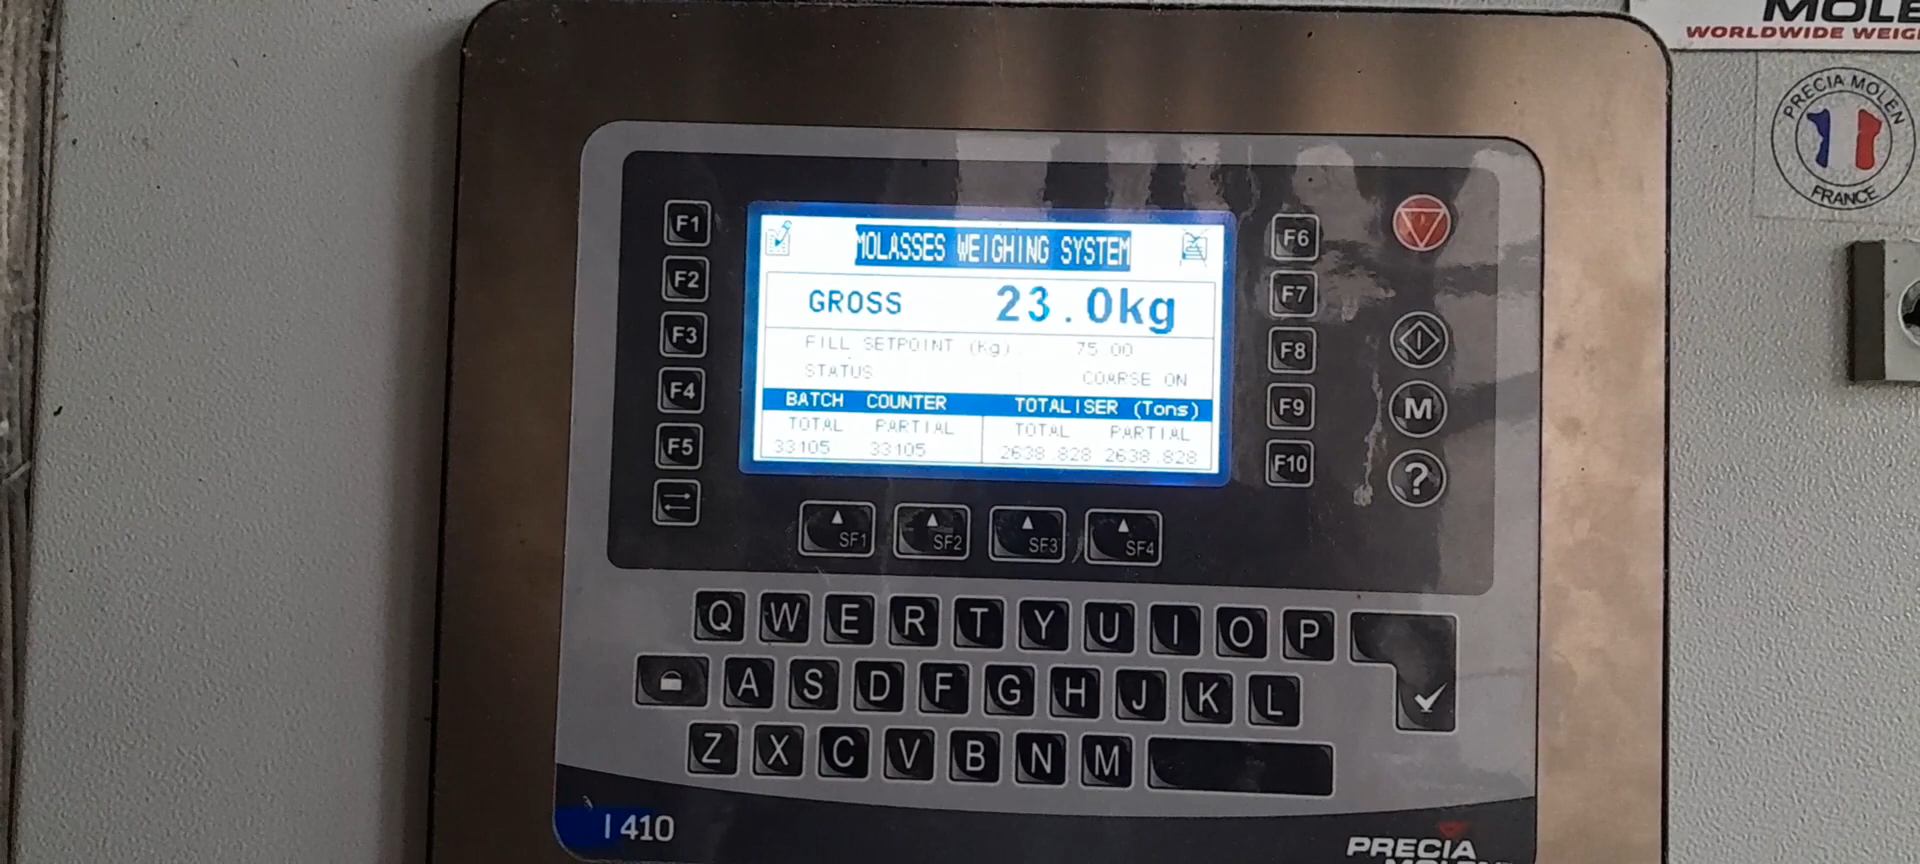 MOLE
WORLDWIDE WEIG
PRECIA MOLEN
FRANCE
MOLASSES WEIGHING SYSTEM
GROSS 23.0kg
FILL SETPOINT (Kg) 75.00
STATUS COARSE ON
BATCH COUNTER TOTALISER (Tons)
TOTAL PARTIAL TOTAL PARTIAL
33105 33105 2638.828 2638.828
F1 F6
F2 F7
F3 F8
F4 F9 M
F5 F10 ?
SF1 SF2 SF3 SF4
Q W E R T Y U I O P
A S D F G H J K L
Z X C V B N M
I 410
PRECIA
MOLEN